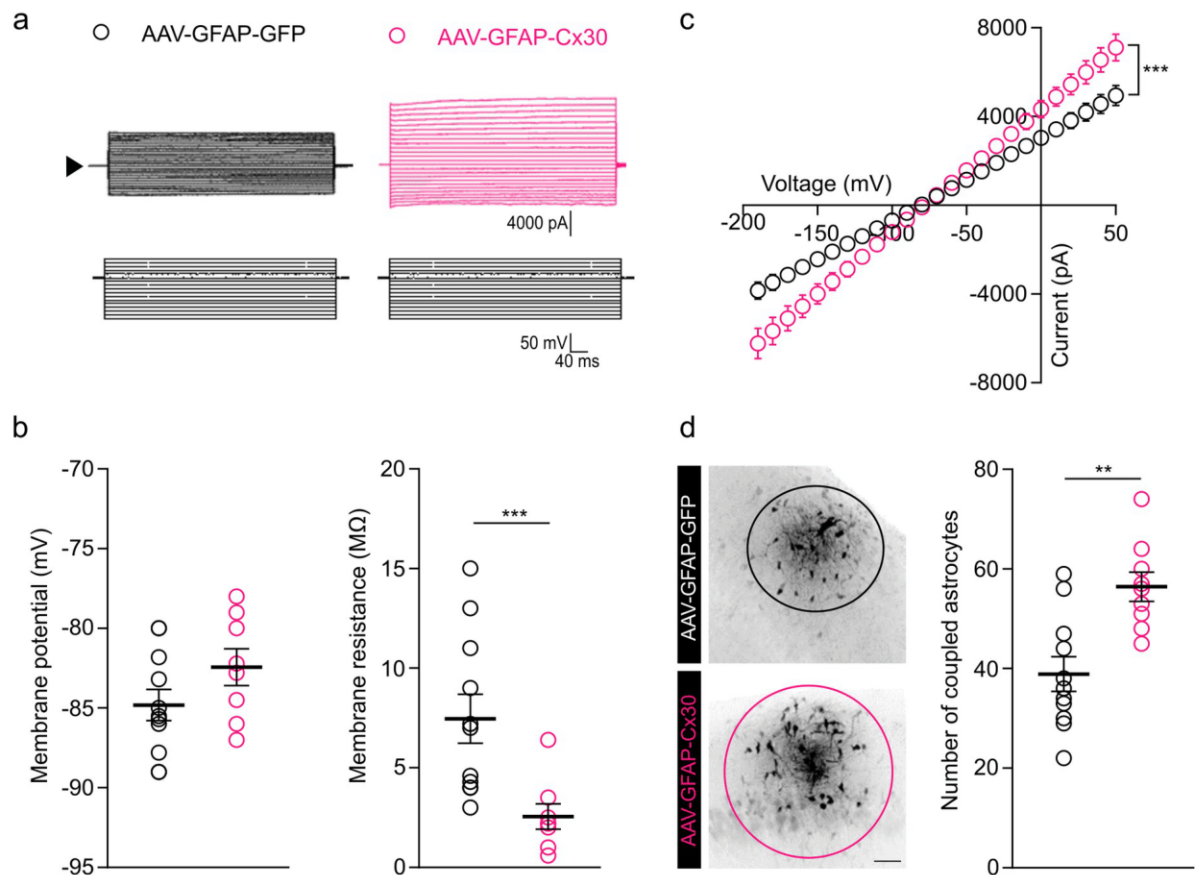 a
AAV-GFAP-GFP
AAV-GFAP-Cx30
4000 pA
50 mV
40 ms
c
8000
4000
-4000
-8000
Voltage (mV)
-200
-150
-100
-50
0
50
Current (pA)
***
b
Membrane potential (mV)
-70
-75
-80
-85
-90
-95
Membrane resistance (MΩ)
20
15
10
5
0
***
d
AAV-GFAP-GFP
AAV-GFAP-Cx30
Number of coupled astrocytes
80
60
40
20
0
**